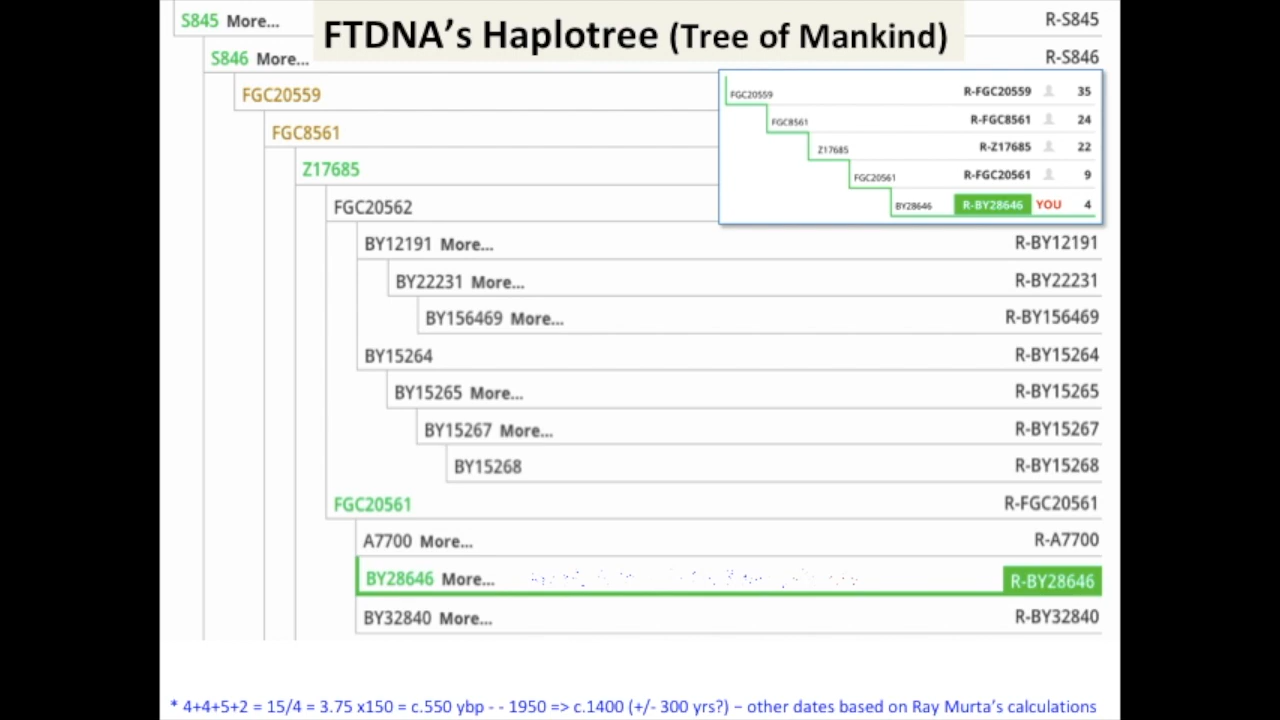 FTDNA's Haplotree (Tree of Mankind)
S845 More... R-S845
S846 More... R-S846
FGC20559
FGC8561
Z17685
FGC20562
FGC20559 R-FGC20559 35
FGC8561 R-FGC8561 24
Z17685 R-Z17685 22
FGC20561 R-FGC20561 9
BY28646 R-BY28646 YOU 4
BY12191 More... R-BY12191
BY22231 More... R-BY22231
BY156469 More... R-BY156469
BY15264 R-BY15264
BY15265 More... R-BY15265
BY15267 More... R-BY15267
BY15268 R-BY15268
FGC20561 R-FGC20561
A7700 More... R-A7700
BY28646 More... R-BY28646
BY32840 More... R-BY32840
* 4+4+5+2 = 15/4 = 3.75 x150 = c.550 ybp - - 1950 => c.1400 (+/- 300 yrs?) – other dates based on Ray Murta's calculations